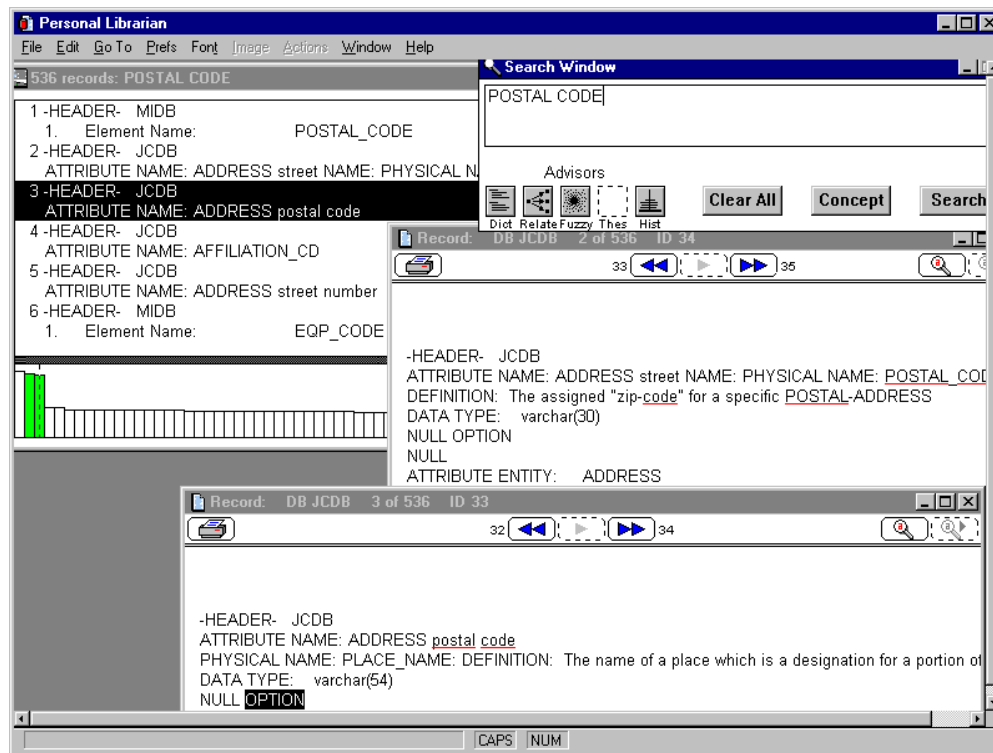 Personal Librarian
File Edit Go To Prefs Font Image Actions Window Help
536 records: POSTAL CODE
1 -HEADER- MIDB
1. Element Name: POSTAL_CODE
2 -HEADER- JCDB
ATTRIBUTE NAME: ADDRESS street NAME: PHYSICAL
3 -HEADER- JCDB
ATTRIBUTE NAME: ADDRESS postal code
4 -HEADER- JCDB
ATTRIBUTE NAME: AFFILIATION_CD
5 -HEADER- JCDB
ATTRIBUTE NAME: ADDRESS street number
6 -HEADER- MIDB
1. Element Name: EQP_CODE
Search Window
POSTAL CODE
Advisors
Dict Relate Fuzzy Thes Hist
Clear All Concept Search
Record: DB JCDB 2 of 536 ID 34
33 35
-HEADER- JCDB
ATTRIBUTE NAME: ADDRESS street NAME: PHYSICAL NAME: POSTAL_COD
DEFINITION: The assigned "zip-code" for a specific POSTAL-ADDRESS
DATA TYPE: varchar(30)
NULL OPTION
NULL
ATTRIBUTE ENTITY: ADDRESS
Record: DB JCDB 3 of 536 ID 33
32 34
-HEADER- JCDB
ATTRIBUTE NAME: ADDRESS postal code
PHYSICAL NAME: PLACE_NAME: DEFINITION: The name of a place which is a designation for a portion of
DATA TYPE: varchar(54)
NULL OPTION
CAPS NUM